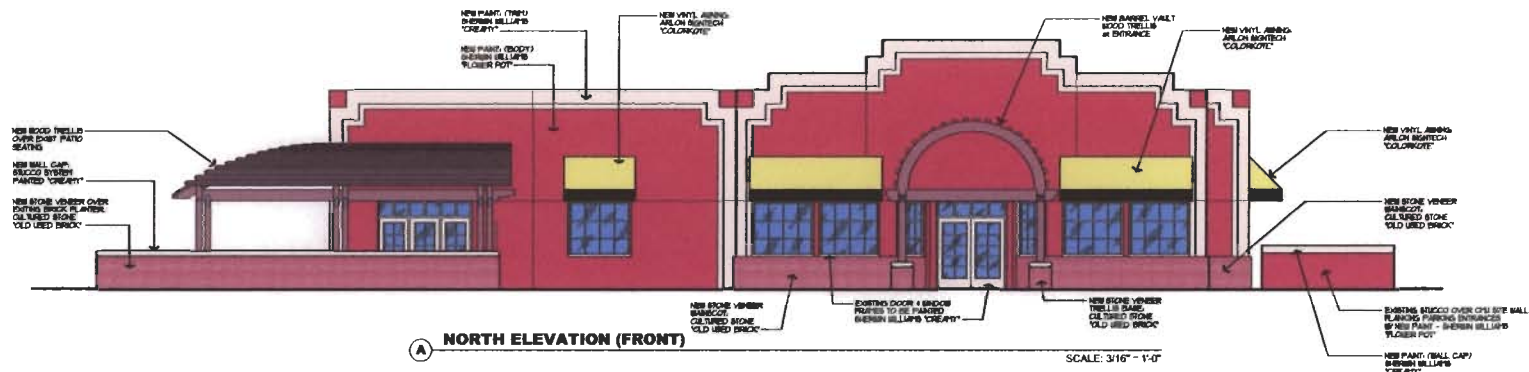 NEW PAINT: (TRIM)
SHERWIN WILLIAMS
"CREAMY"
NEW PAINT: (BODY)
SHERWIN WILLIAMS
"FLOWER POT"
NEW VINYL AWNING:
ARLON SIGNTECH
"COLORKOTE"
NEW BARREL VAULT
WOOD TRELLIS
at ENTRANCE
NEW VINYL AWNING:
ARLON SIGNTECH
"COLORKOTE"
NEW WOOD TRELLIS
OVER EXIST PATIO
SEATING
NEW WALL CAP:
STUCCO SYSTEM
PAINTED "CREAMY"
NEW STONE VENEER OVER
EXITING BRICK PLANTER:
CULTURED STONE
"OLD USED BRICK"
NEW VINYL AWNING:
ARLON SIGNTECH
"COLORKOTE"
NEW STONE VENEER
WAINSCOT:
CULTURED STONE
"OLD USED BRICK"
NEW STONE VENEER
WAINSCOT:
CULTURED STONE
"OLD USED BRICK"
EXISTING DOOR & WINDOW
FRAMES TO BE PAINTED
SHERWIN WILLIAMS "CREAMY"
NEW STONE VENEER
TRELLIS BASE:
CULTURED STONE
"OLD USED BRICK"
EXISTING STUCCO OVER CMU SITE WALL
FLANKING PARKING ENTRANCES
W/ NEW PAINT - SHERWIN WILLIAMS
"FLOWER POT"
NEW PAINT: (WALL CAP)
SHERWIN WILLIAMS
"CREAMY"
A NORTH ELEVATION (FRONT)
SCALE: 3/16" = 1'-0"